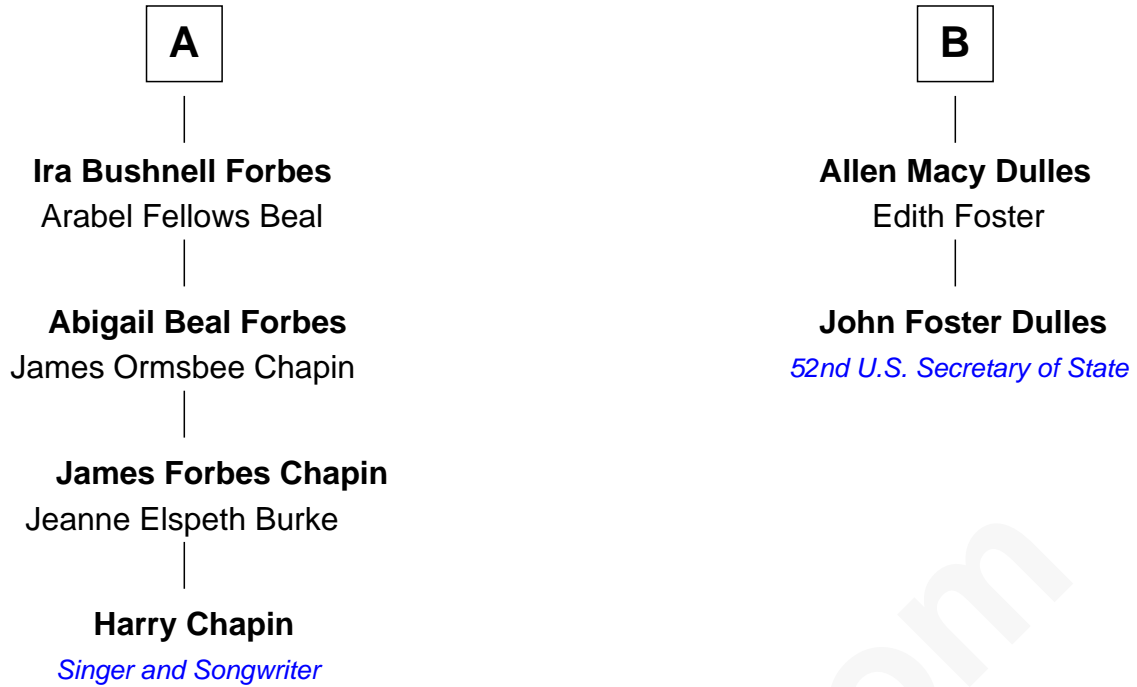 A
Ira Bushnell Forbes
Arabel Fellows Beal
Abigail Beal Forbes
James Ormsbee Chapin
James Forbes Chapin
Jeanne Elspeth Burke
Harry Chapin
Singer and Songwriter
B
Allen Macy Dulles
Edith Foster
John Foster Dulles
52nd U.S. Secretary of State
om